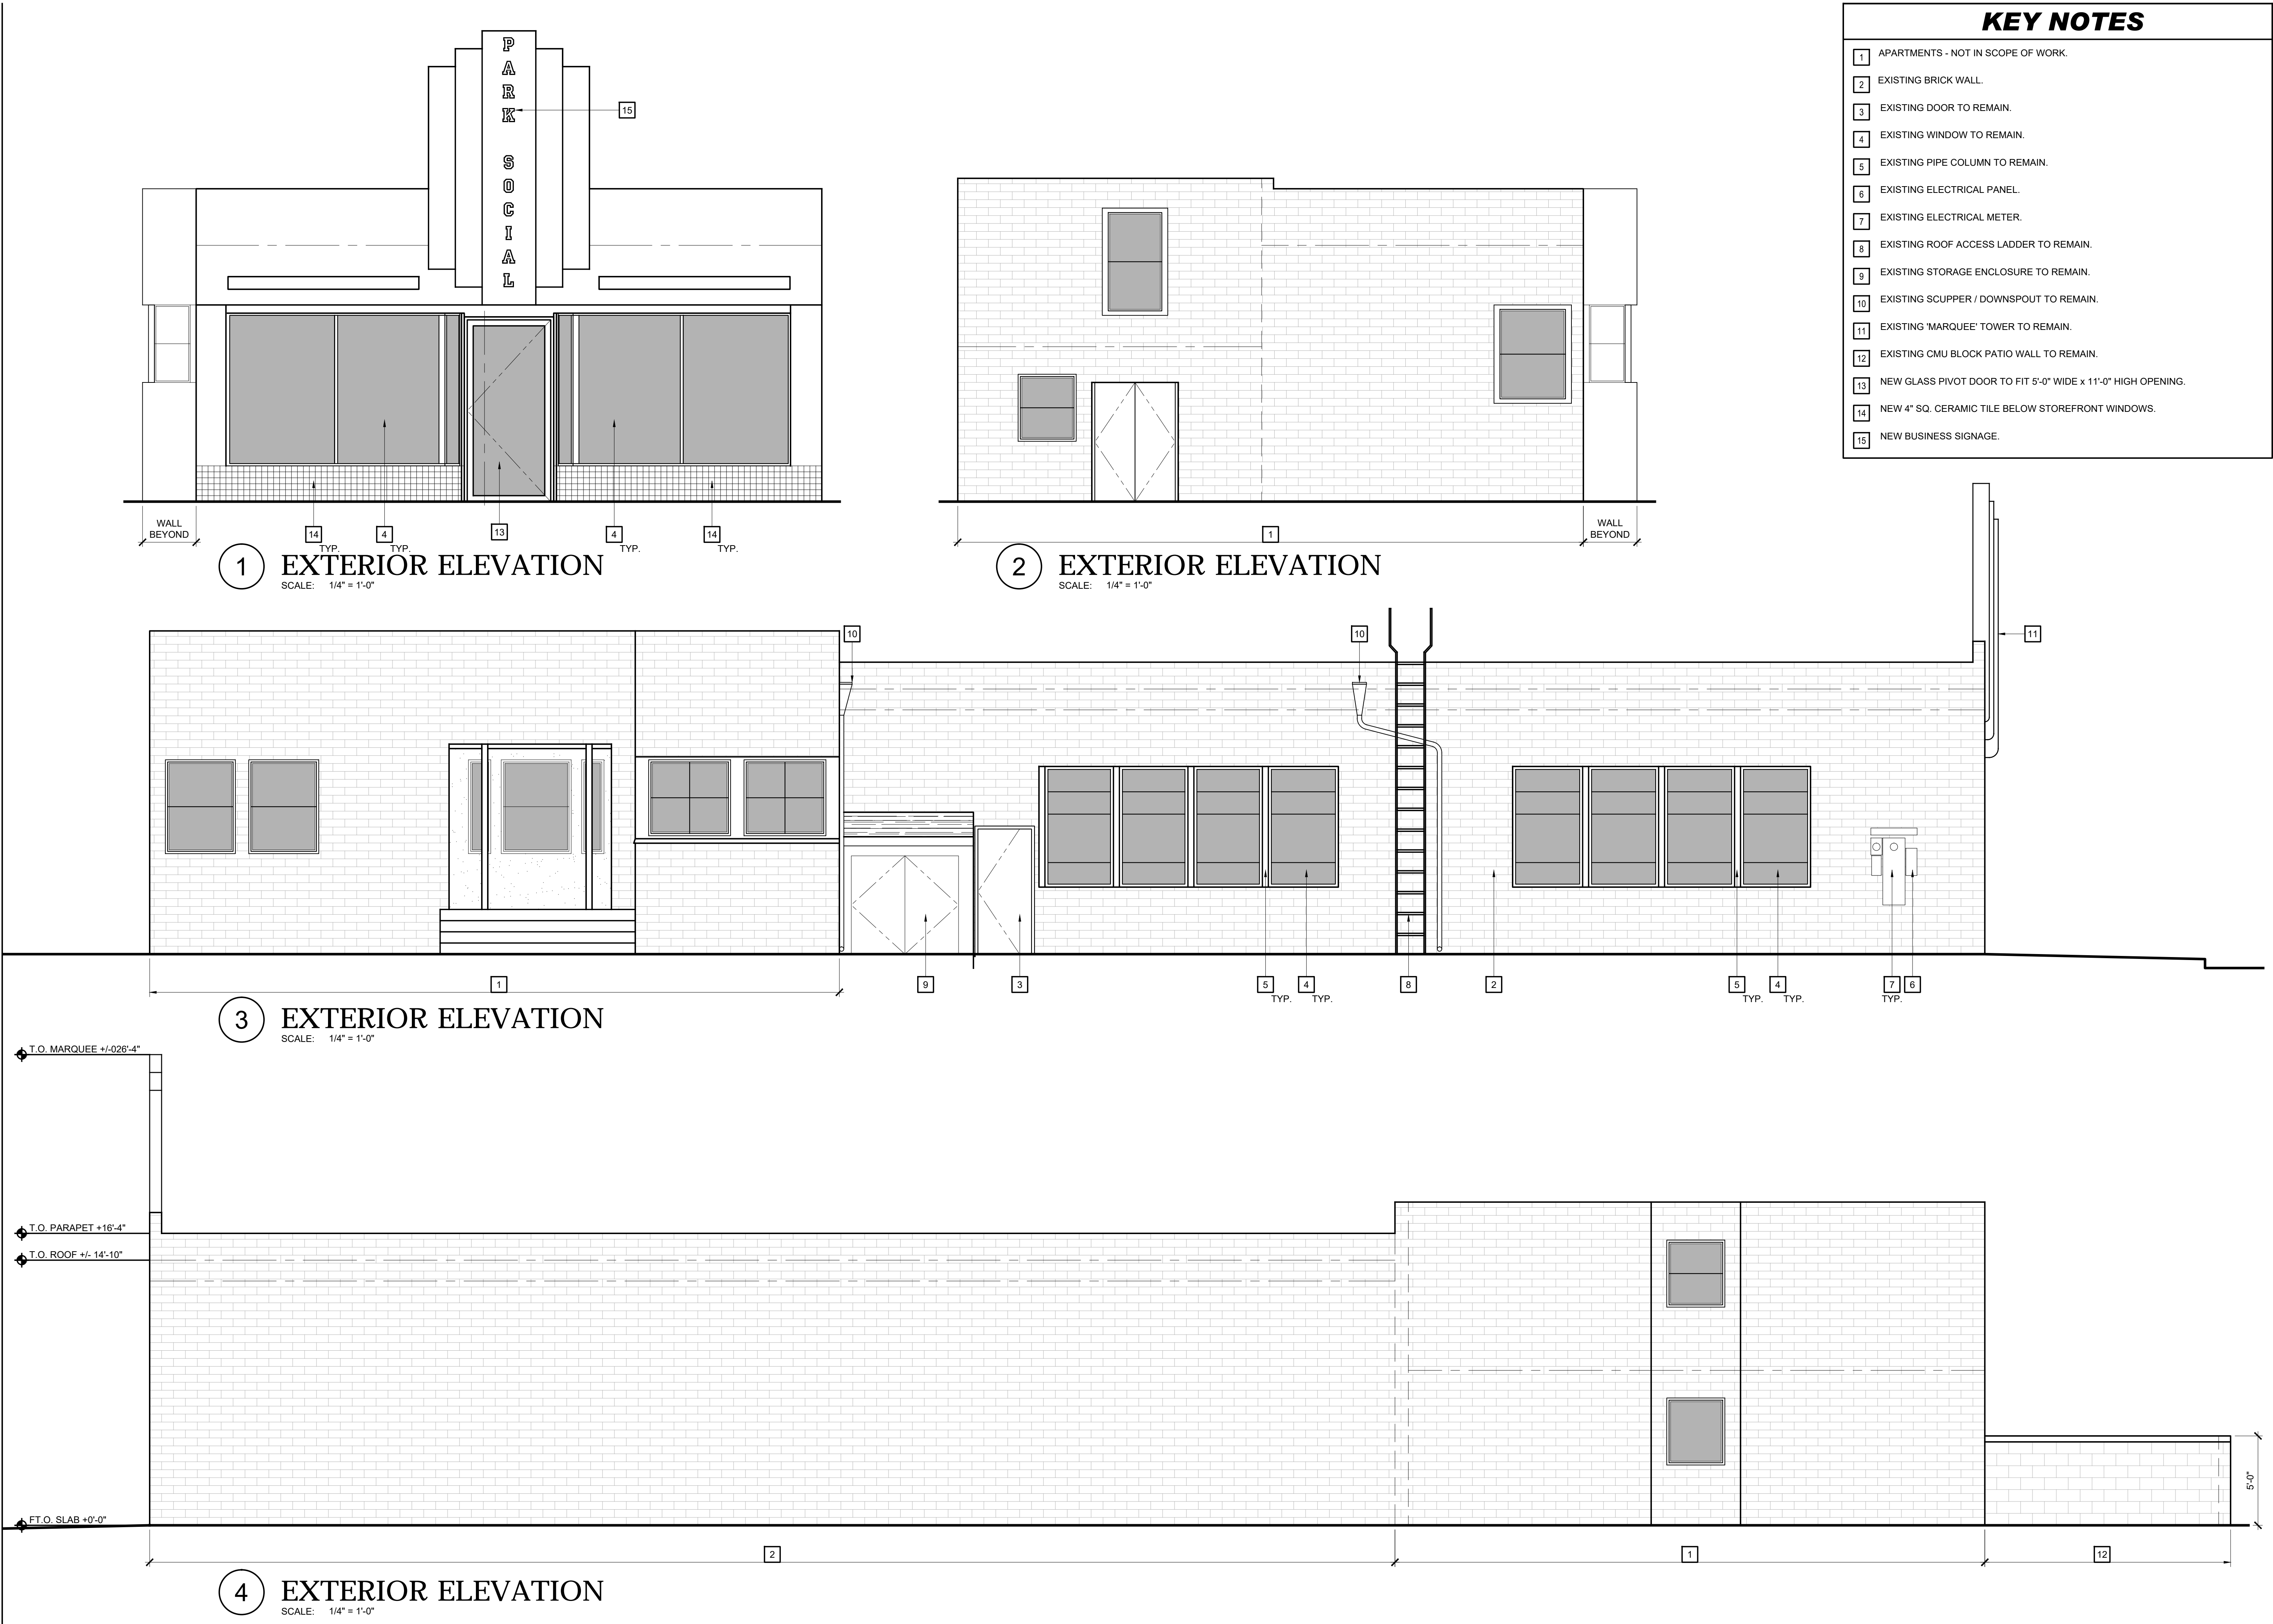 KEY NOTES
1 APARTMENTS - NOT IN SCOPE OF WORK.
2 EXISTING BRICK WALL.
3 EXISTING DOOR TO REMAIN.
4 EXISTING WINDOW TO REMAIN.
5 EXISTING PIPE COLUMN TO REMAIN.
6 EXISTING ELECTRICAL PANEL.
7 EXISTING ELECTRICAL METER.
8 EXISTING ROOF ACCESS LADDER TO REMAIN.
9 EXISTING STORAGE ENCLOSURE TO REMAIN.
10 EXISTING SCUPPER / DOWNSPOUT TO REMAIN.
11 EXISTING 'MARQUEE' TOWER TO REMAIN.
12 EXISTING CMU BLOCK PATIO WALL TO REMAIN.
13 NEW GLASS PIVOT DOOR TO FIT 5'-0" WIDE x 11'-0" HIGH OPENING.
14 NEW 4" SQ. CERAMIC TILE BELOW STOREFRONT WINDOWS.
15 NEW BUSINESS SIGNAGE.
PARK SOCIAL
15
WALL
BEYOND
14 TYP.
4 TYP.
13
4 TYP.
14 TYP.
1 EXTERIOR ELEVATION
SCALE: 1/4" = 1'-0"
1
WALL
BEYOND
2 EXTERIOR ELEVATION
SCALE: 1/4" = 1'-0"
10
10
11
1
9
3
5 TYP.
4 TYP.
8
2
5 TYP.
4 TYP.
7 TYP.
6
3 EXTERIOR ELEVATION
SCALE: 1/4" = 1'-0"
T.O. MARQUEE +/-026'-4"
T.O. PARAPET +16'-4"
T.O. ROOF +/- 14'-10"
FT.O. SLAB +0'-0"
5'-0"
2
1
12
4 EXTERIOR ELEVATION
SCALE: 1/4" = 1'-0"